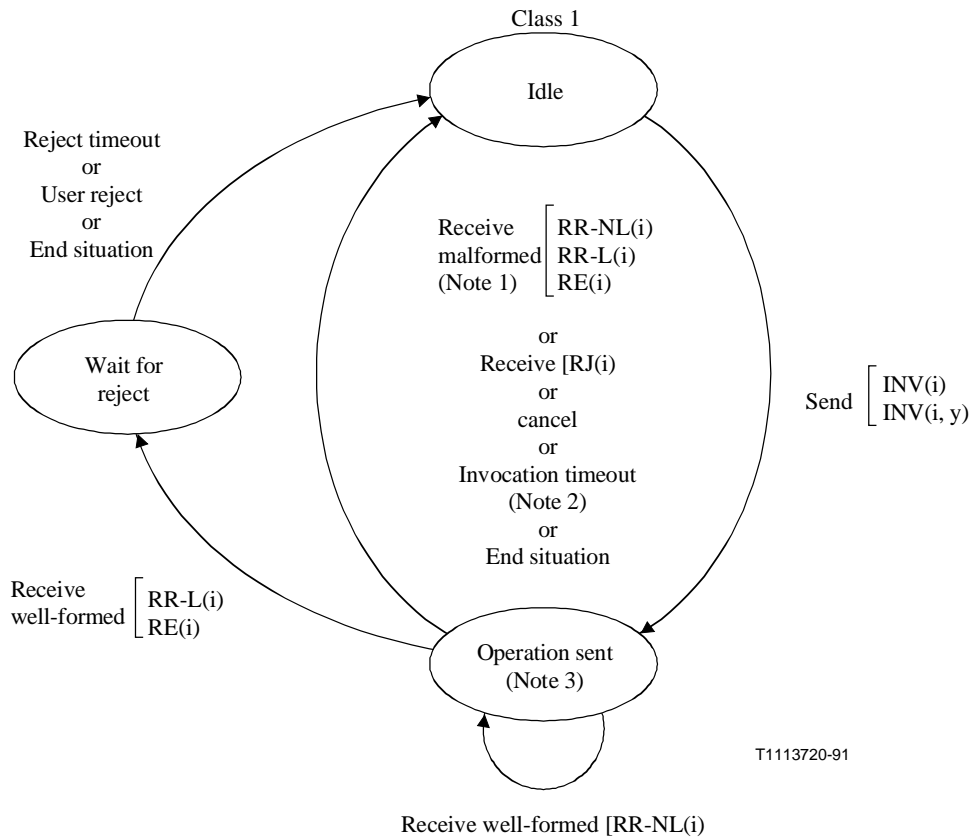 Class 1
Idle
Reject timeout
or
User reject
or
End situation
Receive
malformed
(Note 1)
[RR-NL(i)
RR-L(i)
RE(i)
or
Receive [RJ(i)
or
cancel
or
Invocation timeout
(Note 2)
or
End situation
Wait for
reject
Send [INV(i)
INV(i, y)
Receive
well-formed
[RR-L(i)
RE(i)
Operation sent
(Note 3)
T1113720-91
Receive well-formed [RR-NL(i)